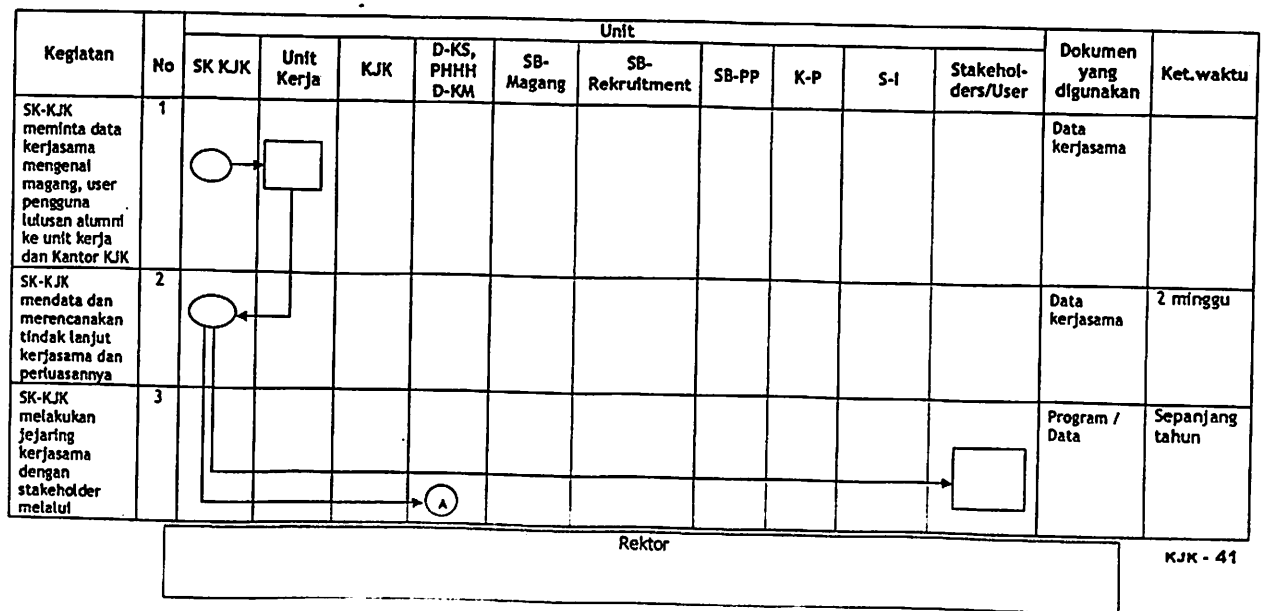 Unit
Kegiatan
No
SK KJK
Unit
Kerja
KJK
D-KS,
PHHH
D-KM
SB-
Magang
SB-
Rekruitment
SB-PP
K-P
S-I
Stakehol-
ders/User
Dokumen
yang
digunakan
Ket.waktu
SK-KJK
meminta data
kerjasama
mengenai
magang, user
pengguna
lulusan alumni
ke unit kerja
dan Kantor KJK
1
Data
kerjasama
SK-KJK
mendata dan
merencanakan
tindak lanjut
kerjasama dan
perluasannya
2
Data
kerjasama
2 minggu
SK-KJK
melakukan
jejaring
kerjasama
dengan
stakeholder
melalui
3
A
Program /
Data
Sepanjang
tahun
Rektor
KJK - 41